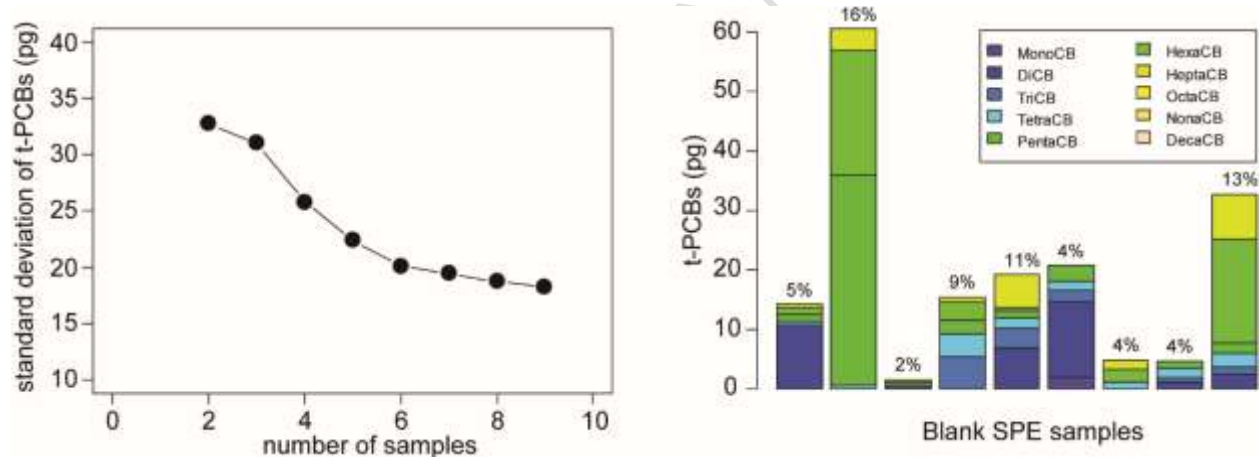 standard deviation of t-PCBs (pg)
40
35
30
25
20
15
10
0
2
4
6
8
10
number of samples
t-PCBs (pg)
60
50
60
30
20
10
0
5%
16%
2%
9%
11%
4%
4%
4%
13%
MonoCB
DiCB
TriCB
TetraCB
PentaCB
HexaCB
HeptaCB
OctaCB
NonaCB
DecaCB
Blank SPE samples